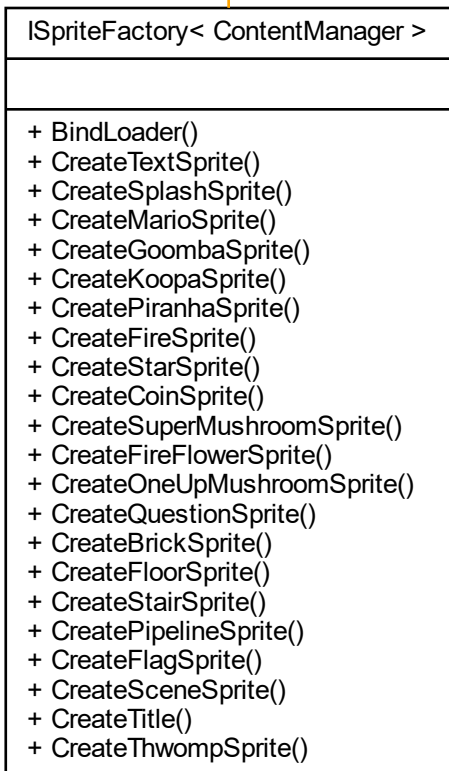 ISpriteFactory< ContentManager >
+ BindLoader()
+ CreateTextSprite()
+ CreateSplashSprite()
+ CreateMarioSprite()
+ CreateGoombaSprite()
+ CreateKoopaSprite()
+ CreatePiranhaSprite()
+ CreateFireSprite()
+ CreateStarSprite()
+ CreateCoinSprite()
+ CreateSuperMushroomSprite()
+ CreateFireFlowerSprite()
+ CreateOneUpMushroomSprite()
+ CreateQuestionSprite()
+ CreateBrickSprite()
+ CreateFloorSprite()
+ CreateStairSprite()
+ CreatePipelineSprite()
+ CreateFlagSprite()
+ CreateSceneSprite()
+ CreateTitle()
+ CreateThwompSprite()